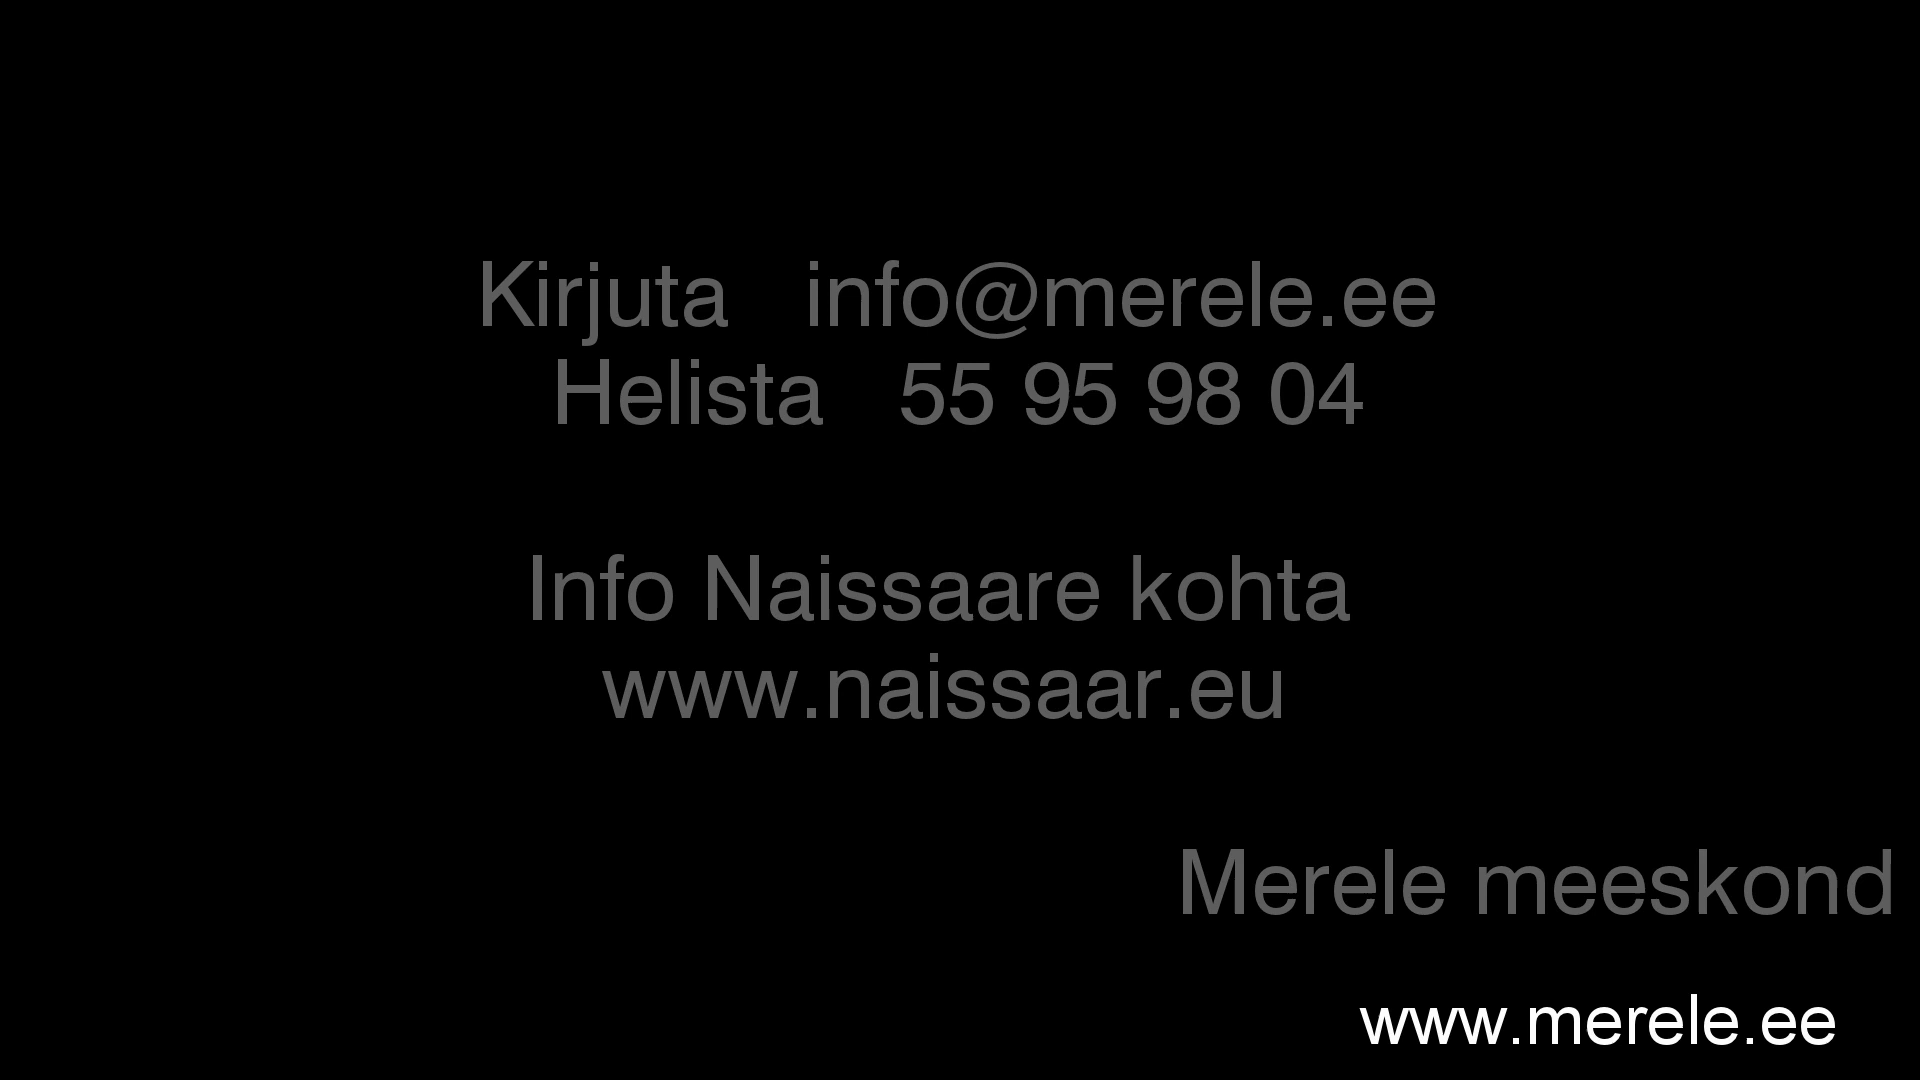 Kirjuta info@merele.ee
Helista 55 95 98 04
Info Naissaare kohta
www.naissaar.eu
Merele meeskond
www.merele.ee